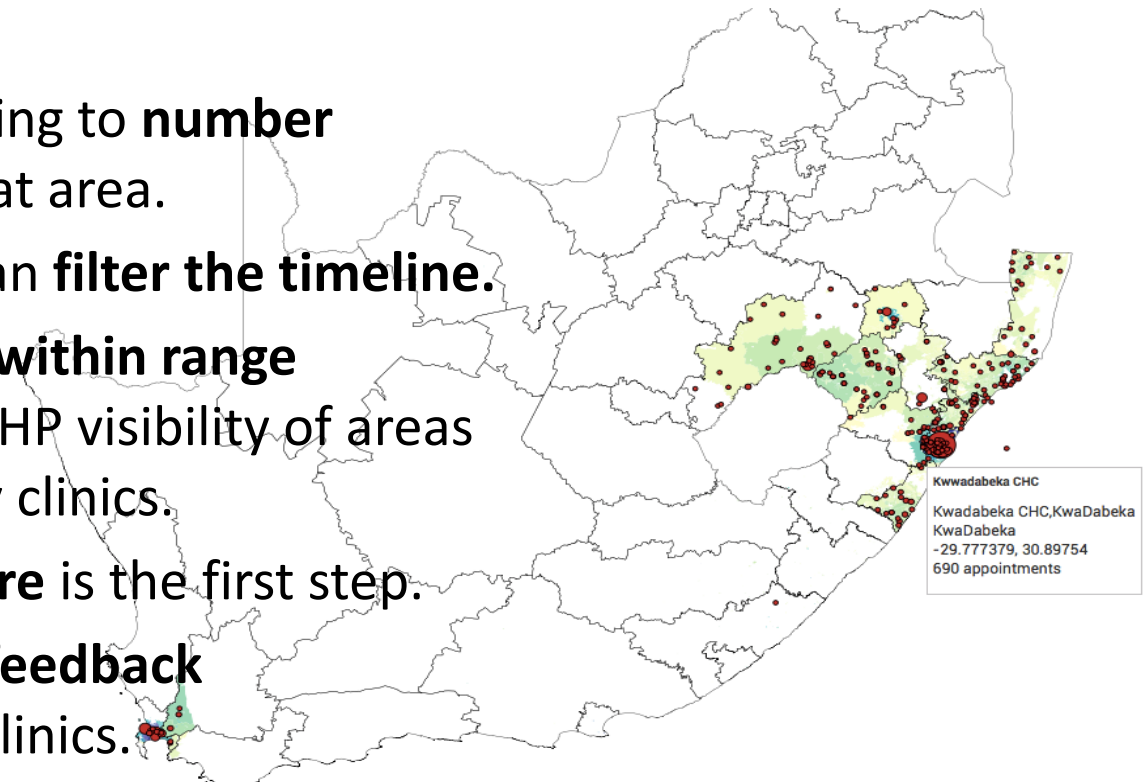 ing to number
at area.
an filter the timeline.
within range
HP visibility of areas
clinics.
re is the first step.
feedback
linics.
Kwwadabeka CHC
Kwadabeka CHC,KwaDabeka
KwaDabeka
-29.777379, 30.89754
690 appointments